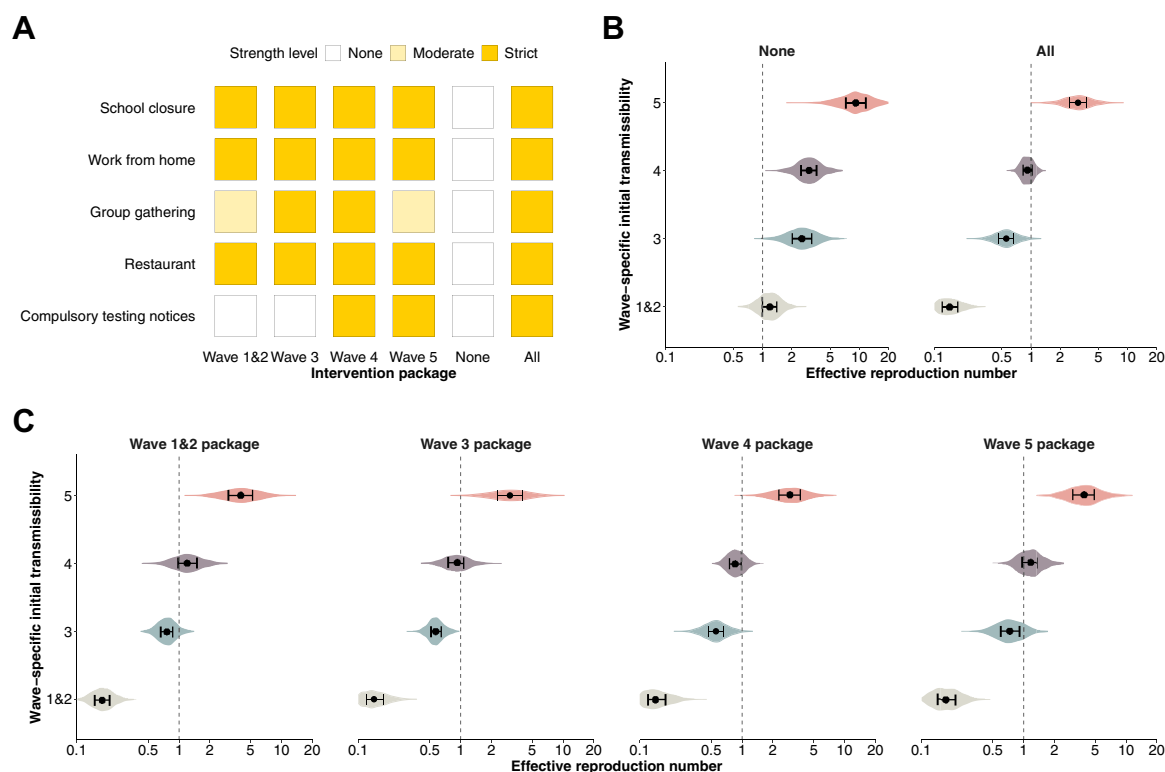 A
Strength level None Moderate Strict
School closure
Work from home
Group gathering
Restaurant
Compulsory testing notices
Wave 1&2 Wave 3 Wave 4 Wave 5 None All
Intervention package
B
None All
Wave−specific initial transmissibility
5
4
3
1&2
0.1 0.5 1 2 5 10 20 0.1 0.5 1 2 5 10 20
Effective reproduction number
C
Wave 1&2 package Wave 3 package Wave 4 package Wave 5 package
Wave−specific initial transmissibility
5
4
3
1&2
0.1 0.5 1 2 5 10 20 0.1 0.5 1 2 5 10 20 0.1 0.5 1 2 5 10 20 0.1 0.5 1 2 5 10 20
Effective reproduction number